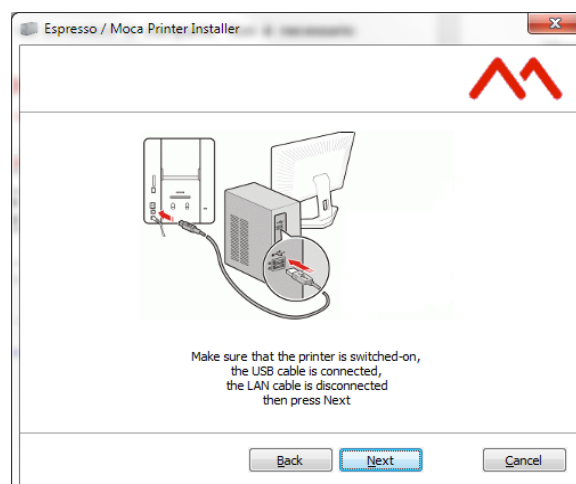 Espresso / Moca Printer Installer
Make sure that the printer is switched-on,
the USB cable is connected,
the LAN cable is disconnected
then press Next
Back
Next
Cancel